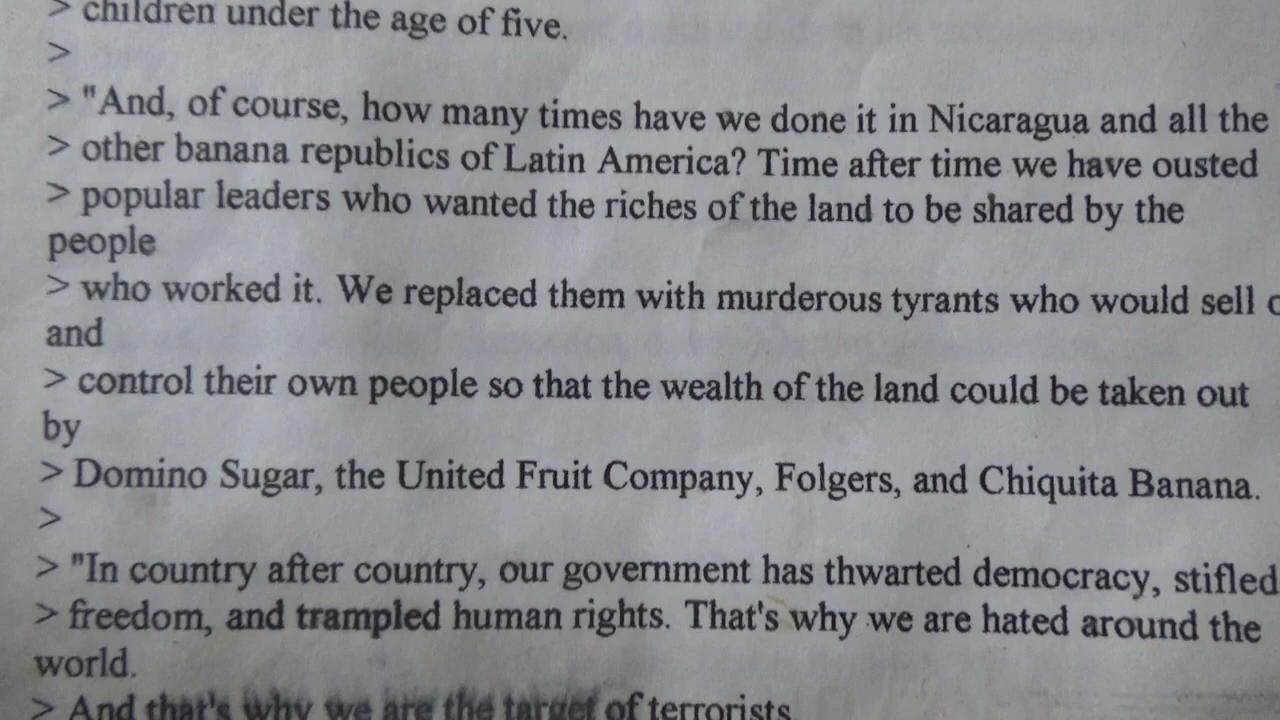 > children under the age of five.
>
> "And, of course, how many times have we done it in Nicaragua and all the
> other banana republics of Latin America? Time after time we have ousted
> popular leaders who wanted the riches of the land to be shared by the
people
> who worked it. We replaced them with murderous tyrants who would sell
and
> control their own people so that the wealth of the land could be taken out
by
> Domino Sugar, the United Fruit Company, Folgers, and Chiquita Banana.
>
> "In country after country, our government has thwarted democracy, stifled
> freedom, and trampled human rights. That's why we are hated around the
world.
> And that's why we are the target of terrorists